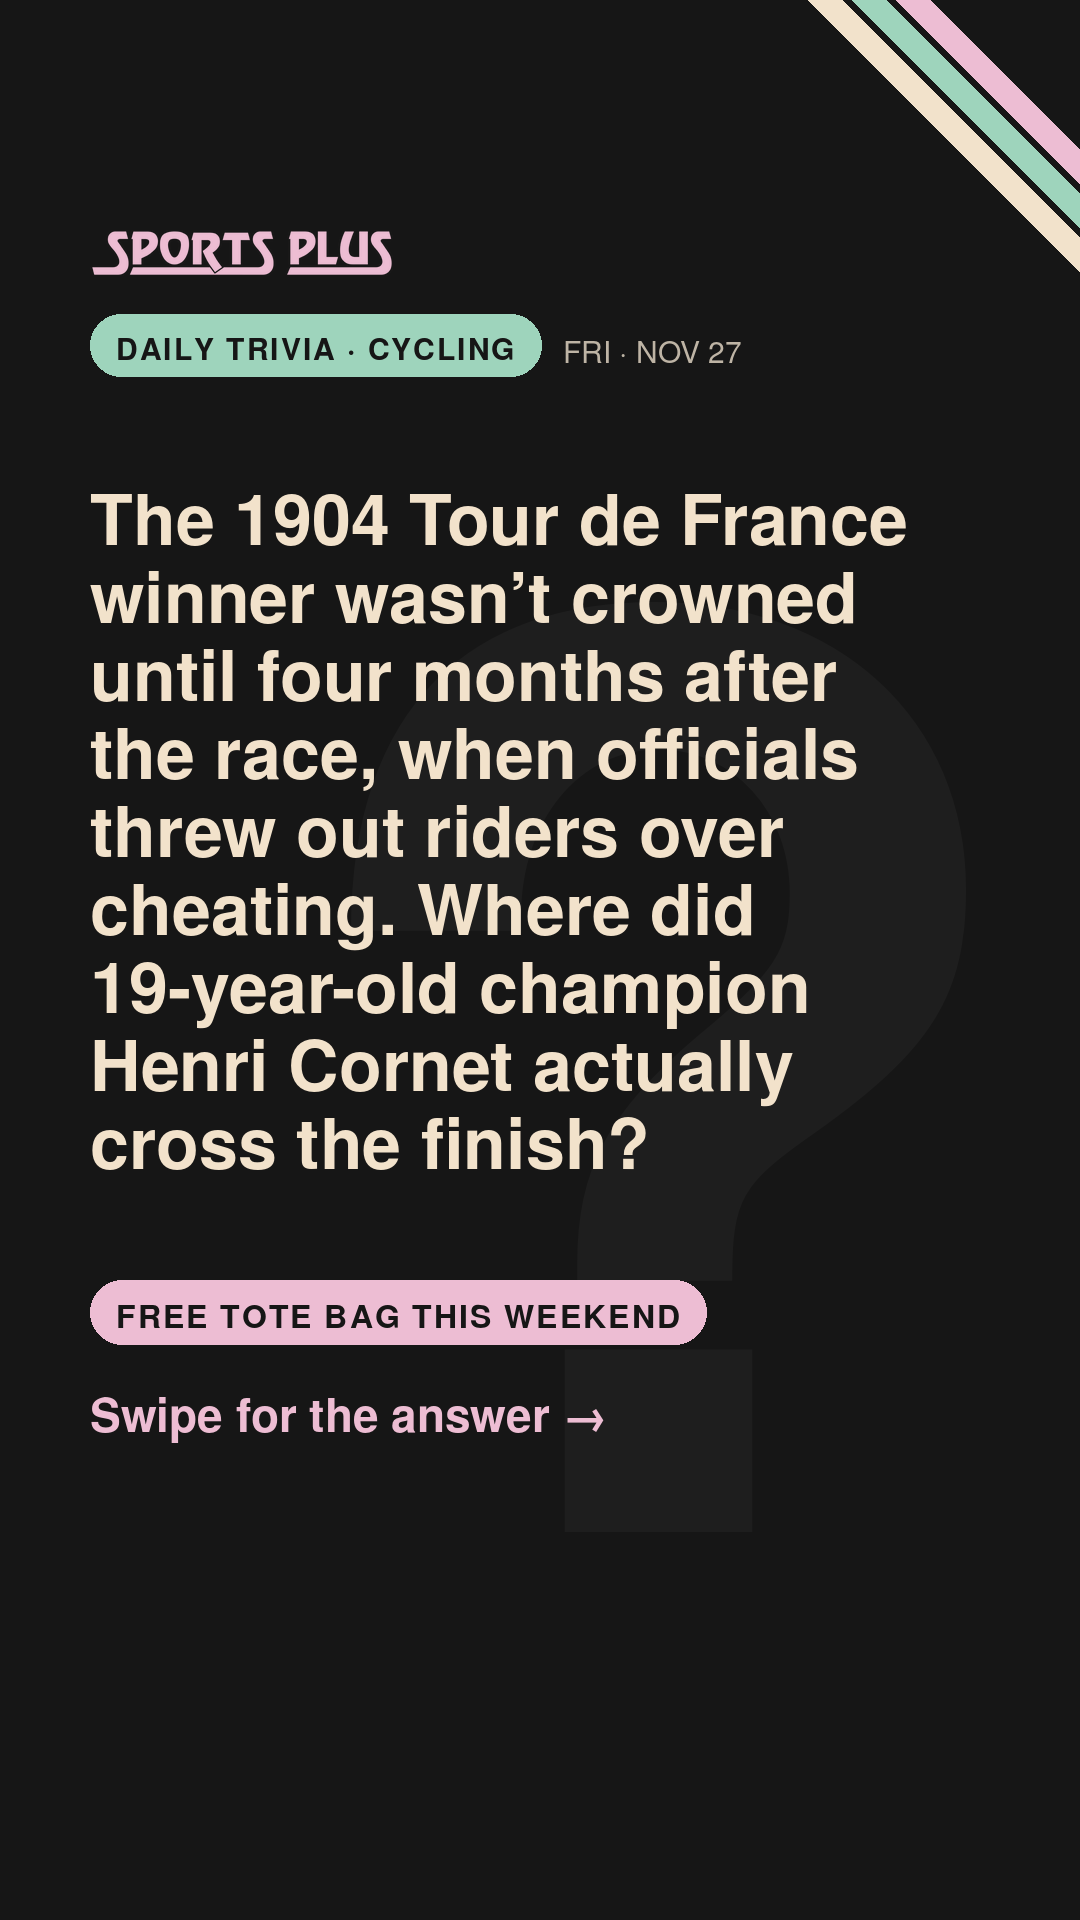 SPORTS PLUS
DAILY TRIVIA · CYCLING FRI · NOV 27
The 1904 Tour de France
winner wasn’t crowned
until four months after
the race, when officials
threw out riders over
cheating. Where did
19-year-old champion
Henri Cornet actually
cross the finish?
FREE TOTE BAG THIS WEEKEND
Swipe for the answer →
?